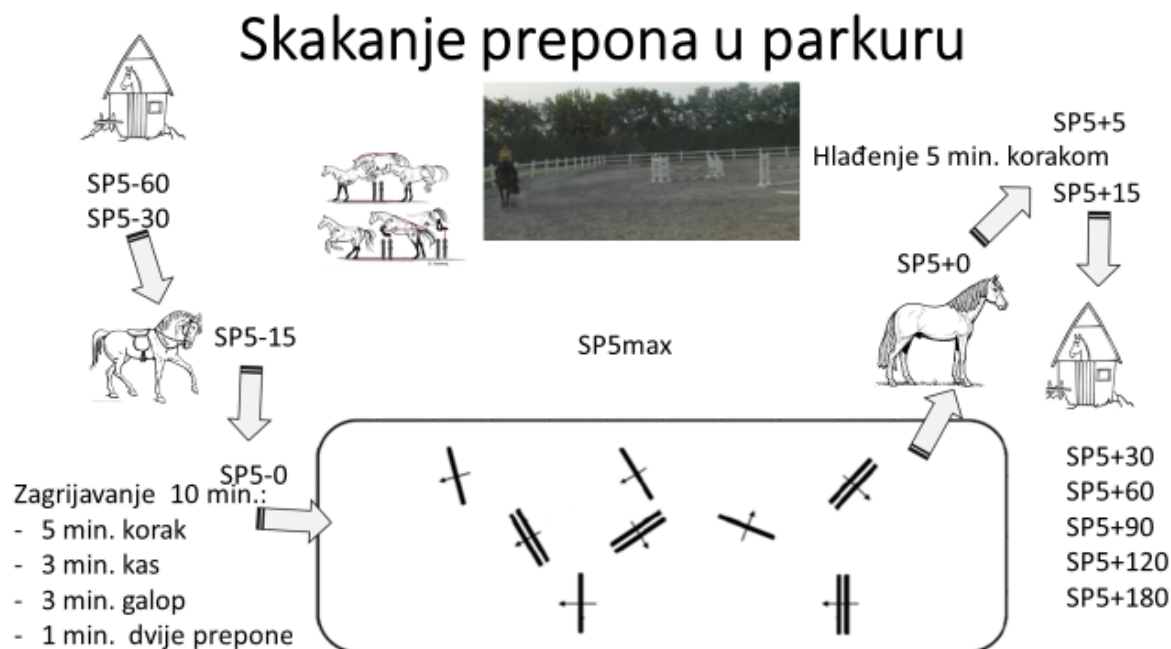 Skakanje prepona u parkuru
SP5-60
SP5-30
SP5-15
SP5-0
Zagrijavanje 10 min.:
- 5 min. korak
- 3 min. kas
- 3 min. galop
- 1 min. dvije prepone
SP5max
SP5+0
SP5+5
Hlađenje 5 min. korakom
SP5+15
SP5+30
SP5+60
SP5+90
SP5+120
SP5+180